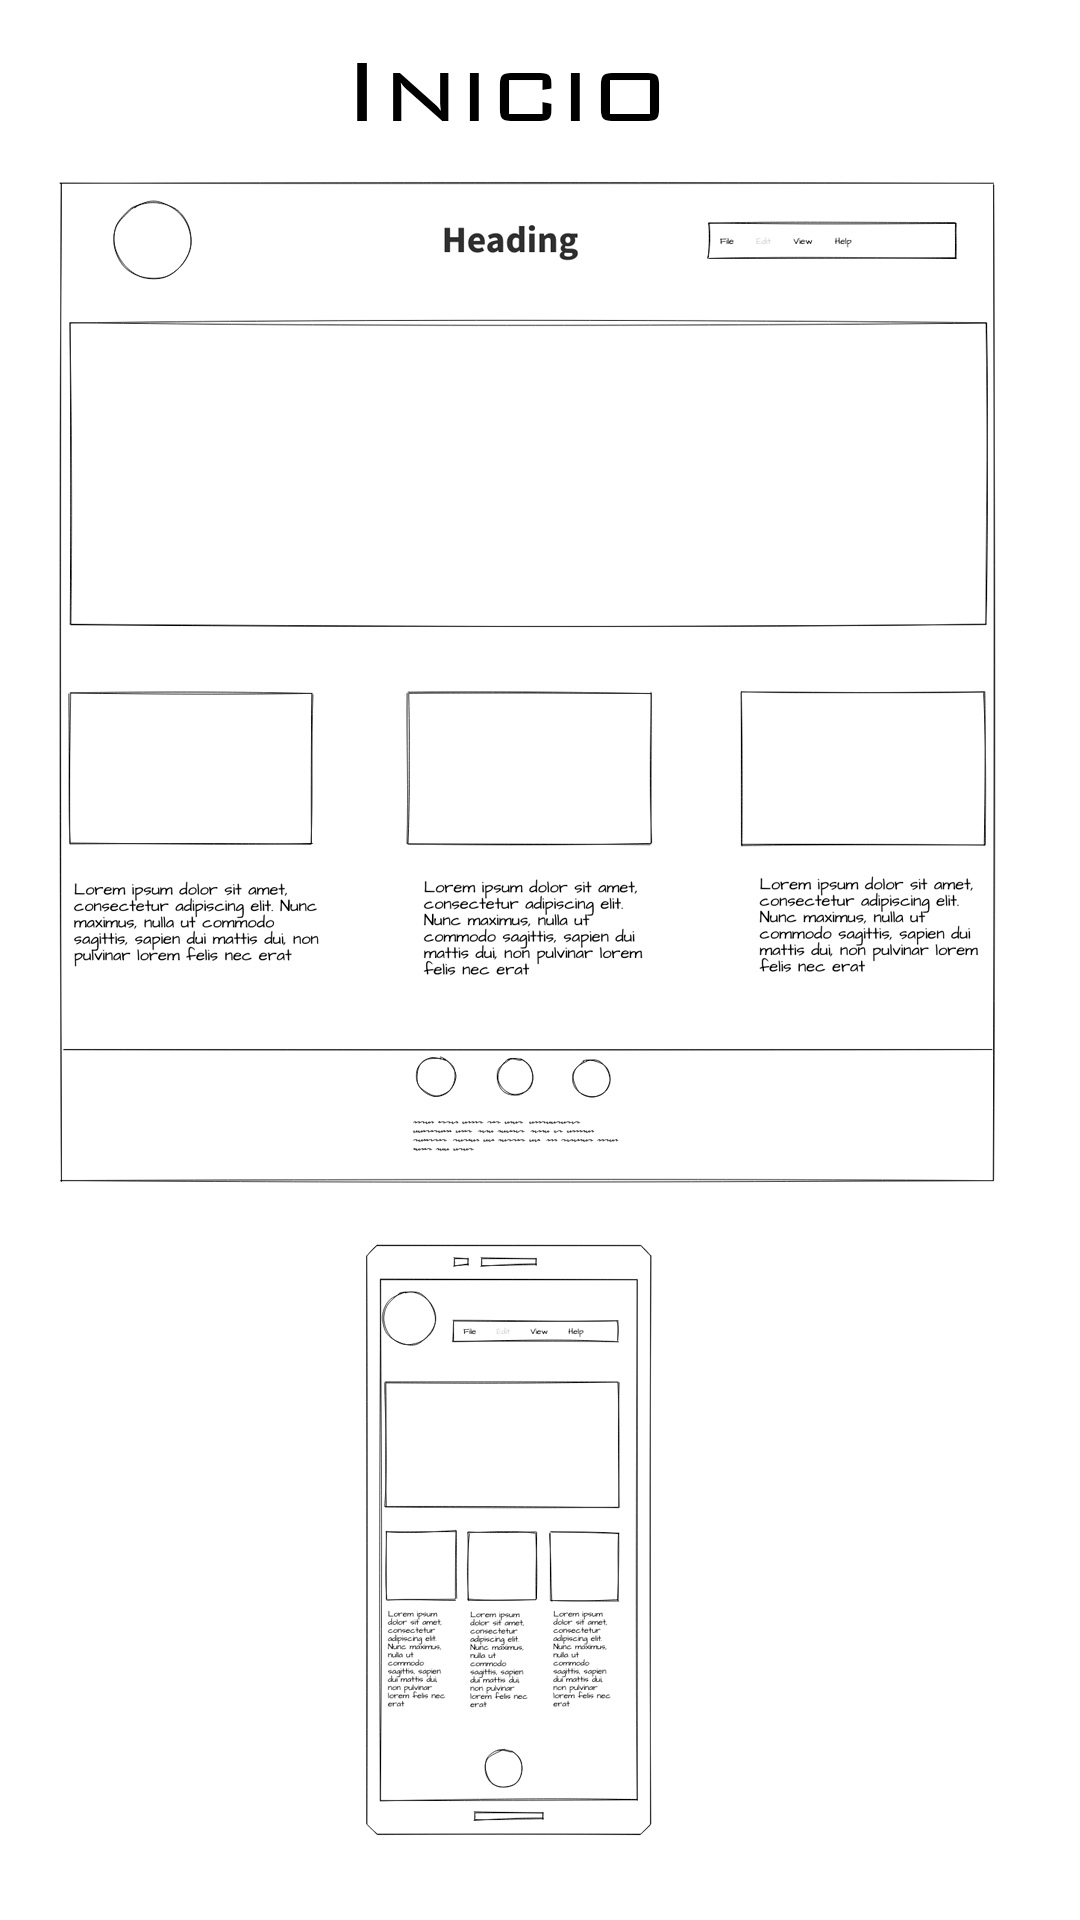 Inicio
Heading
File Edit View Help
Lorem ipsum dolor sit amet,
consectetur adipiscing elit. Nunc
maximus, nulla ut commodo
sagittis, sapien dui mattis dui, non
pulvinar lorem felis nec erat
Lorem ipsum dolor sit amet,
consectetur adipiscing elit.
Nunc maximus, nulla ut
commodo sagittis, sapien dui
mattis dui, non pulvinar lorem
felis nec erat
Lorem ipsum dolor sit amet,
consectetur adipiscing elit.
Nunc maximus, nulla ut
commodo sagittis, sapien dui
mattis dui, non pulvinar lorem
felis nec erat
File Edit View Help
Lorem ipsum
dolor sit amet,
consectetur
adipiscing elit.
Nunc maximus,
nulla ut
commodo
sagittis, sapien
dui mattis dui,
non pulvinar
lorem felis nec
erat
Lorem ipsum
dolor sit amet,
consectetur
adipiscing elit.
Nunc maximus,
nulla ut
commodo
sagittis, sapien
dui mattis dui,
non pulvinar
lorem felis nec
erat
Lorem ipsum
dolor sit amet,
consectetur
adipiscing elit.
Nunc maximus,
nulla ut
commodo
sagittis, sapien
dui mattis dui,
non pulvinar
lorem felis nec
erat